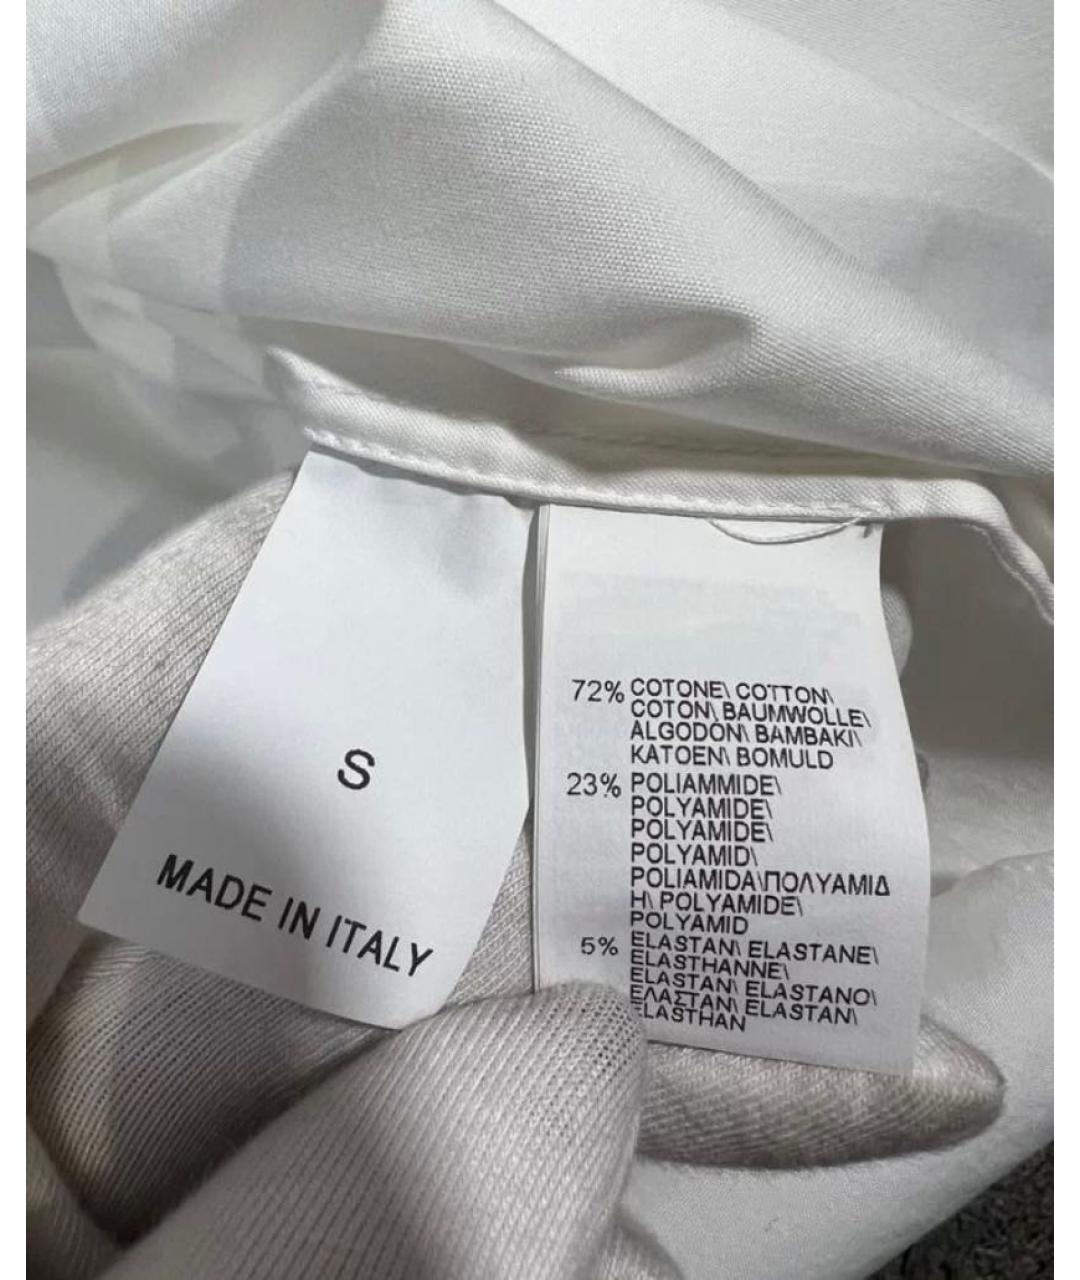 S
MADE IN ITALY
72% COTONE\ COTTON\
COTON\ BAUMWOLLE\
ALGODON\ BAMBAKI\
KATOEN\ BOMULD
23% POLIAMMIDE\
POLYAMIDE\
POLYAMIDE\
POLYAMID\
POLIAMIDA\ΠΟΛΥΑΜΙΔ
Η\ POLYAMIDE\
POLYAMID
5% ELASTAN\ ELASTANE\
ELASTHANNE\
ELASTAN\ ELASTANO\
ΕΛΑΣΤΑΝ\ ELASTAN\
ELASTHAN